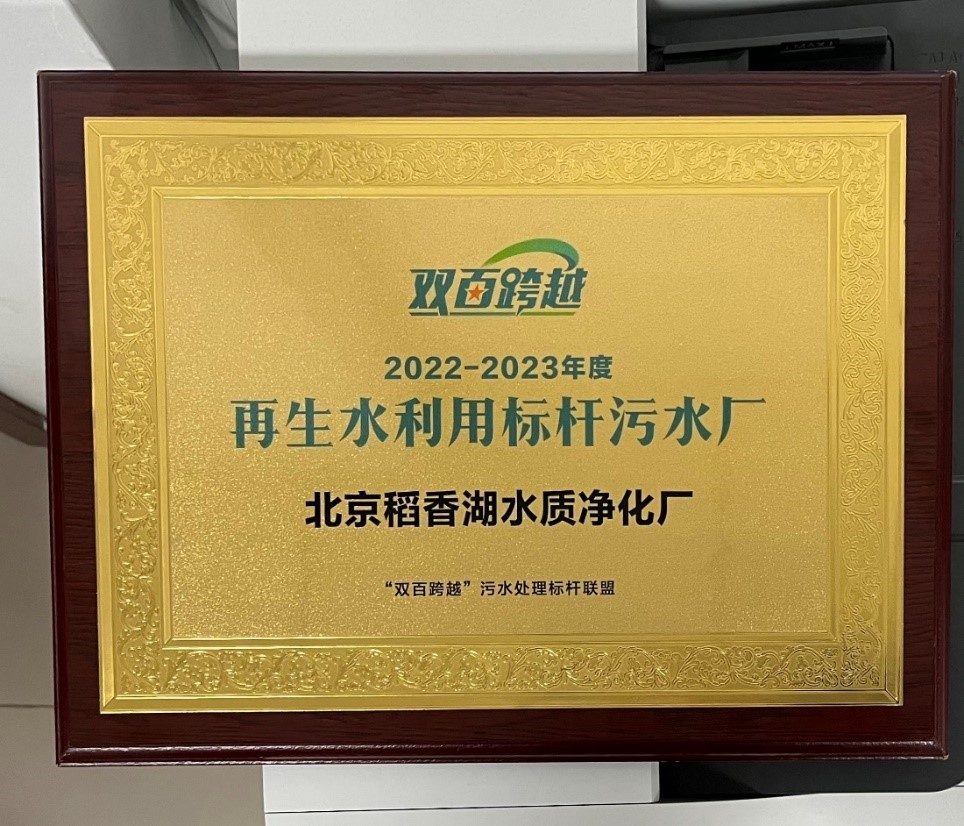 双百跨越
2022-2023年度
再生水利用标杆污水厂
北京稻香湖水质净化厂
“双百跨越”污水处理标杆联盟